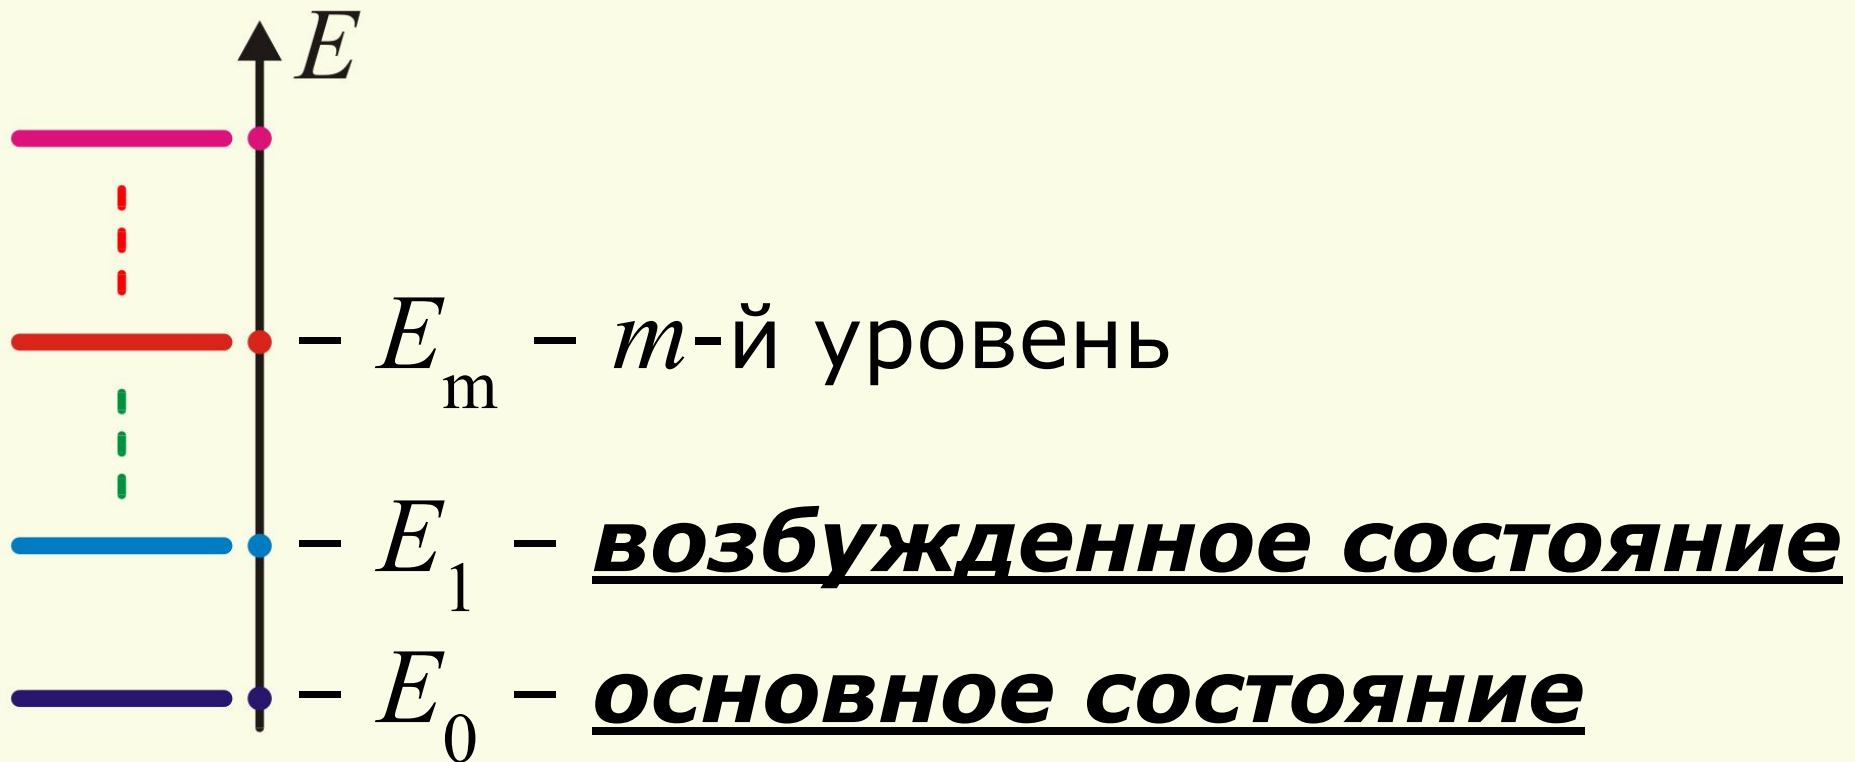 E
– Eₘ – m-й уровень
– E₁ – возбужденное состояние
– E₀ – основное состояние